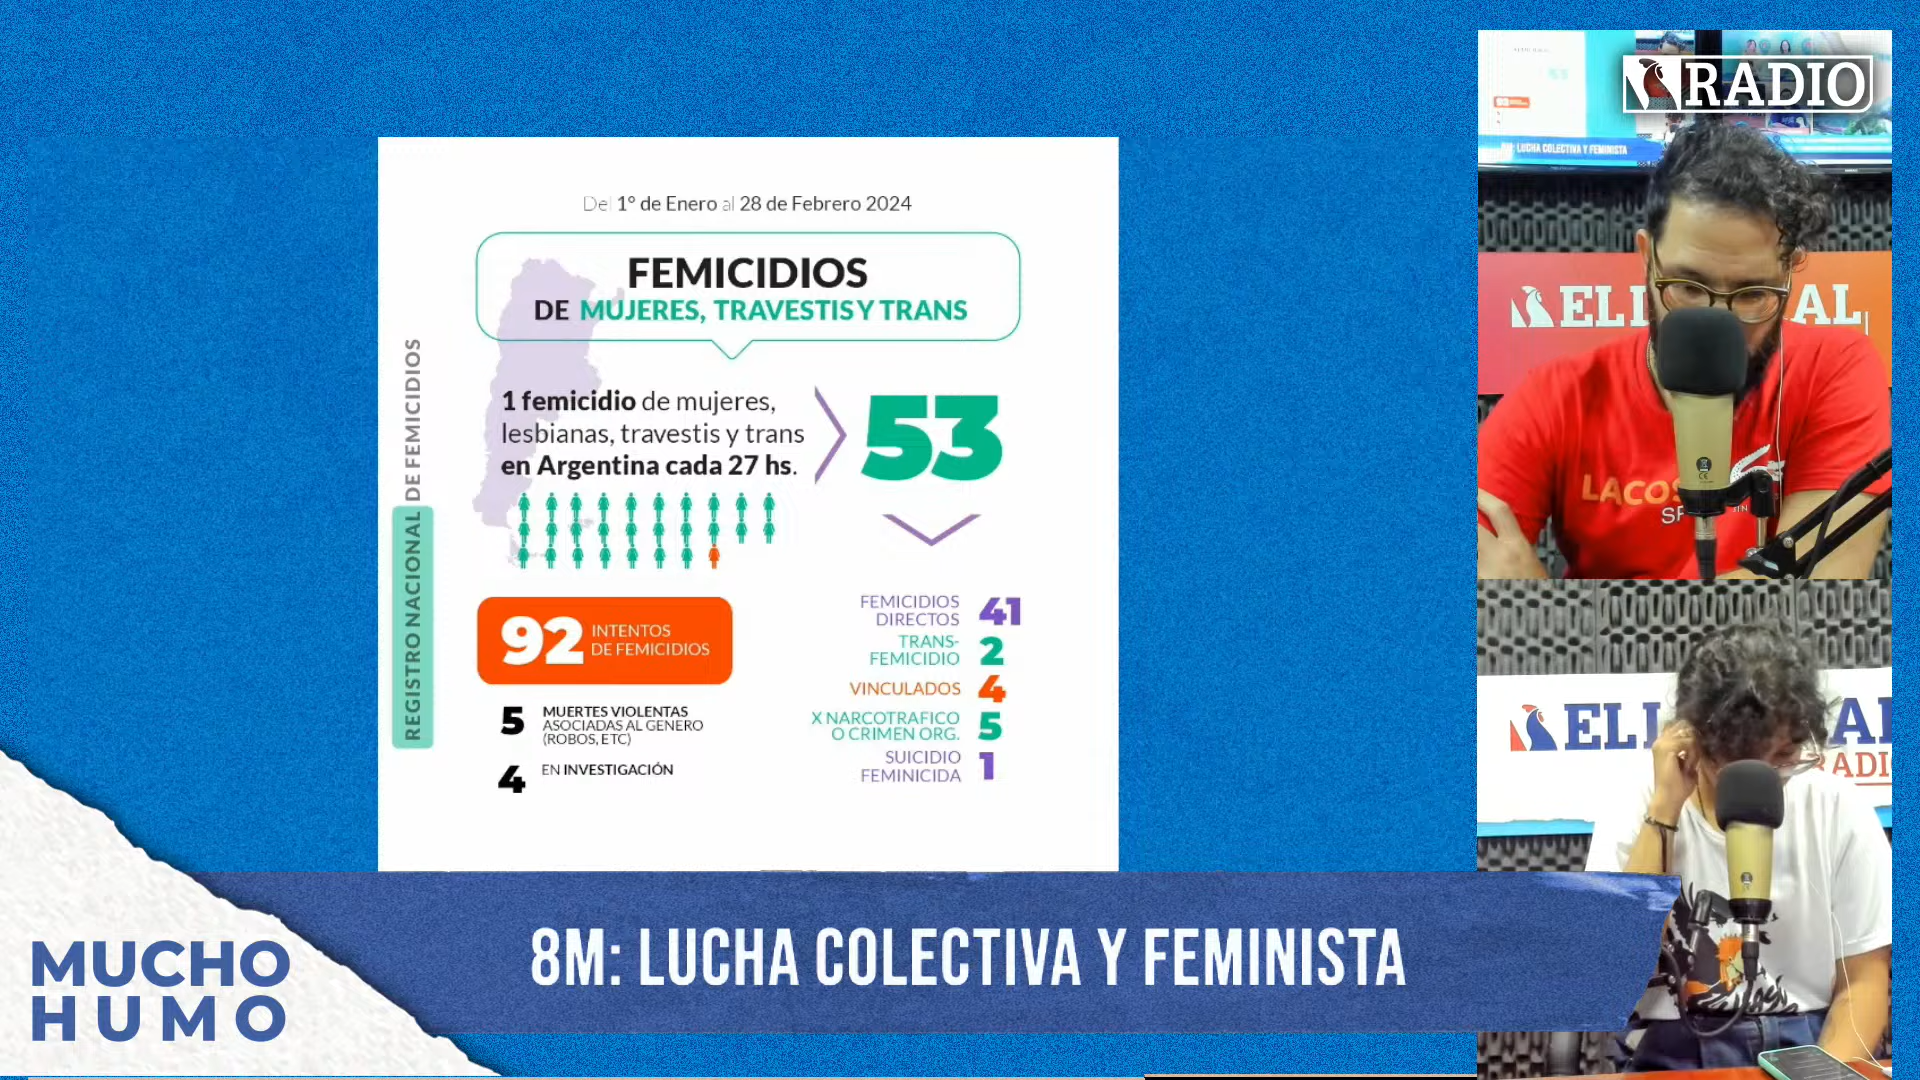 Del 1° de Enero al 28 de Febrero 2024
FEMICIDIOS
DE MUJERES, TRAVESTIS Y TRANS
REGISTRO NACIONAL DE FEMICIDIOS
1 femicidio de mujeres,
lesbianas, travestis y trans
en Argentina cada 27 hs.
53
92 INTENTOS
DE FEMICIDIOS
5 MUERTES VIOLENTAS
ASOCIADAS AL GENERO
(ROBOS, ETC)
4 EN INVESTIGACIÓN
FEMICIDIOS
DIRECTOS 41
TRANS-
FEMICIDIO 2
VINCULADOS 4
X NARCOTRAFICO
O CRIMEN ORG. 5
SUICIDIO
FEMINICIDA 1
RADIO
LUCHA COLECTIVA Y FEMINISTA
8M: LUCHA COLECTIVA Y FEMINISTA
MUCHO
HUMO